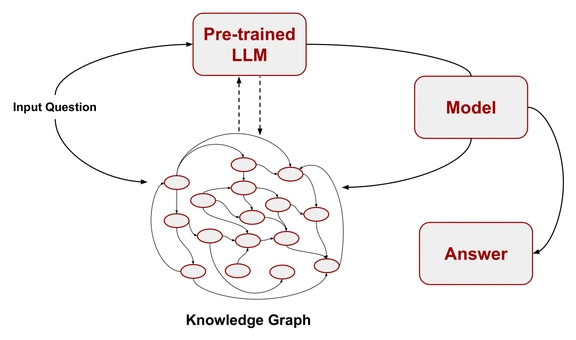 Pre-trained
LLM
Input Question
Model
Answer
Knowledge Graph